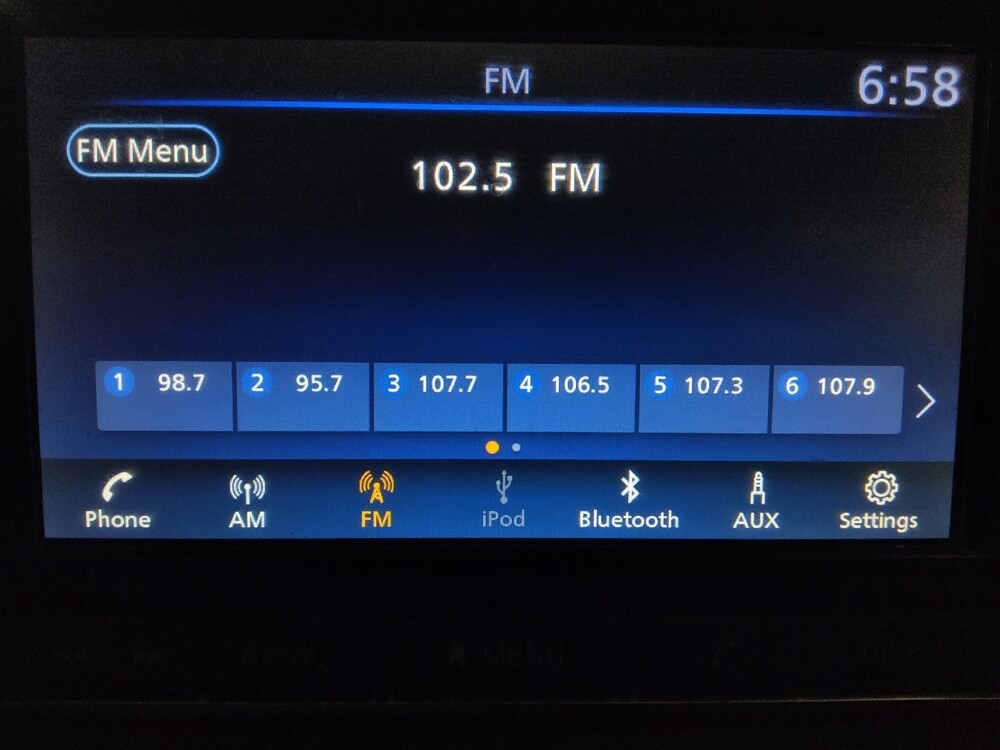 FM
6:58
FM Menu
102.5 FM
1 98.7 2 95.7 3 107.7 4 106.5 5 107.3 6 107.9
Phone AM FM iPod Bluetooth AUX Settings
MENU